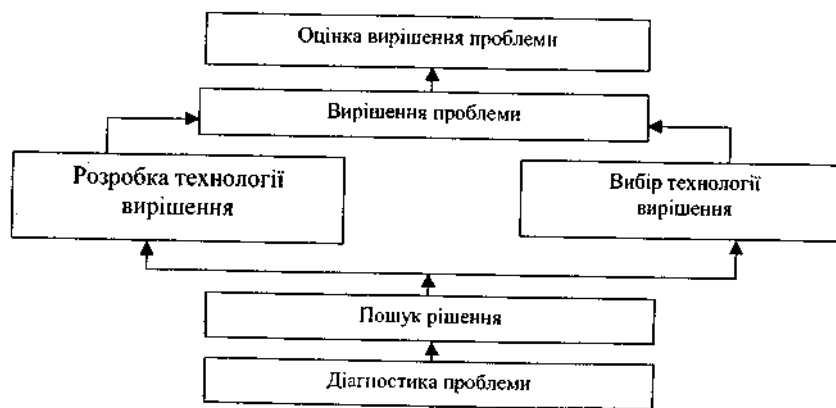 Оцінка вирішення проблеми
Вирішення проблеми
Розробка технології
вирішення
Вибір технології
вирішення
Пошук рішення
Діагностика проблеми